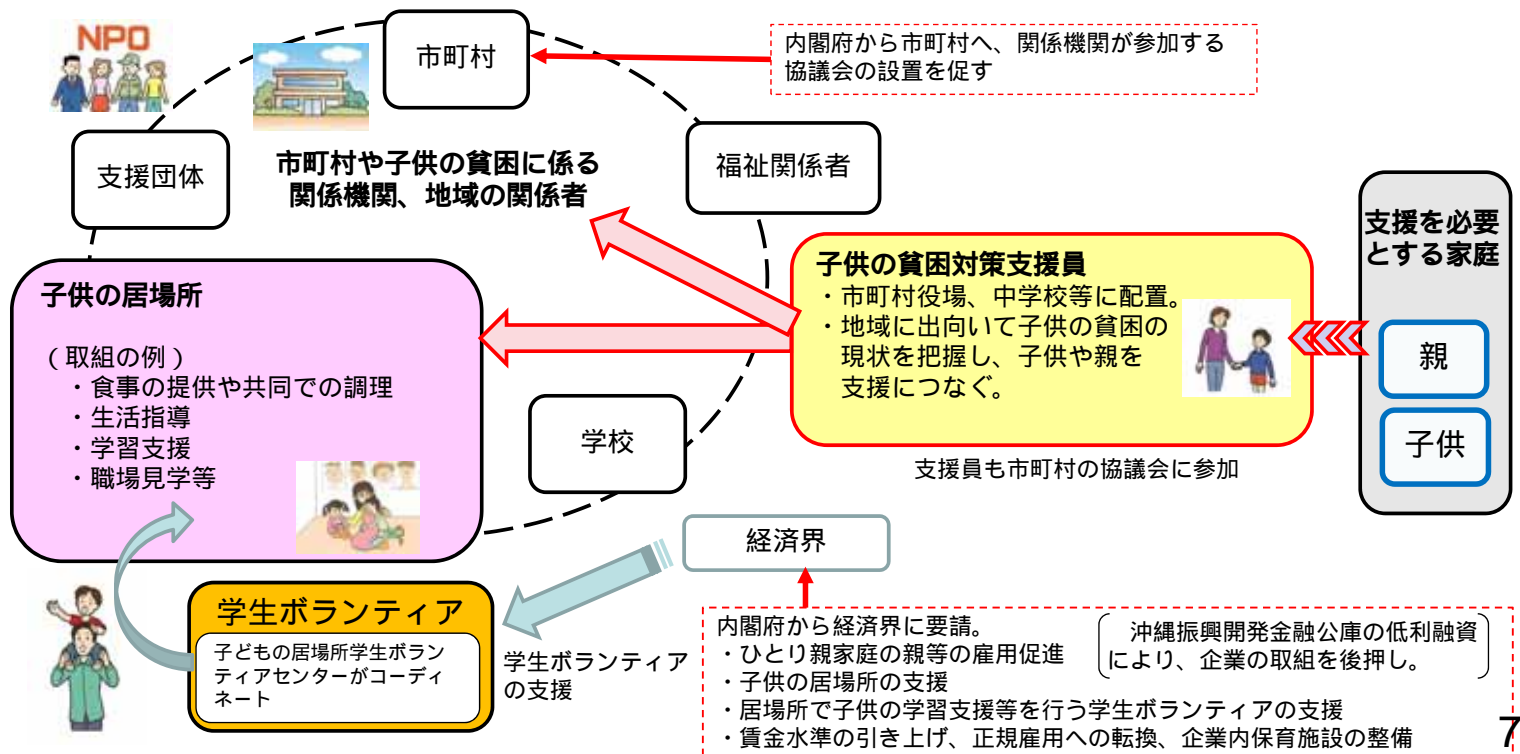 NPO
市町村
内閣府から市町村へ、関係機関が参加する
協議会の設置を促す
支援団体
市町村や子供の貧困に係る
関係機関、地域の関係者
福祉関係者
支援を必要
とする家庭
親
子供
子供の貧困対策支援員
・市町村役場、中学校等に配置。
・地域に出向いて子供の貧困の
現状を把握し、子供や親を
支援につなぐ。
支援員も市町村の協議会に参加
子供の居場所
（取組の例）
・食事の提供や共同での調理
・生活指導
・学習支援
・職場見学等
学校
経済界
学生ボランティア
子どもの居場所学生ボラン
ティアセンターがコーディ
ネート
学生ボランティア
の支援
内閣府から経済界に要請。
・ひとり親家庭の親等の雇用促進
・子供の居場所の支援
・居場所で子供の学習支援等を行う学生ボランティアの支援
・賃金水準の引き上げ、正規雇用への転換、企業内保育施設の整備
沖縄振興開発金融公庫の低利融資
により、企業の取組を後押し。
7